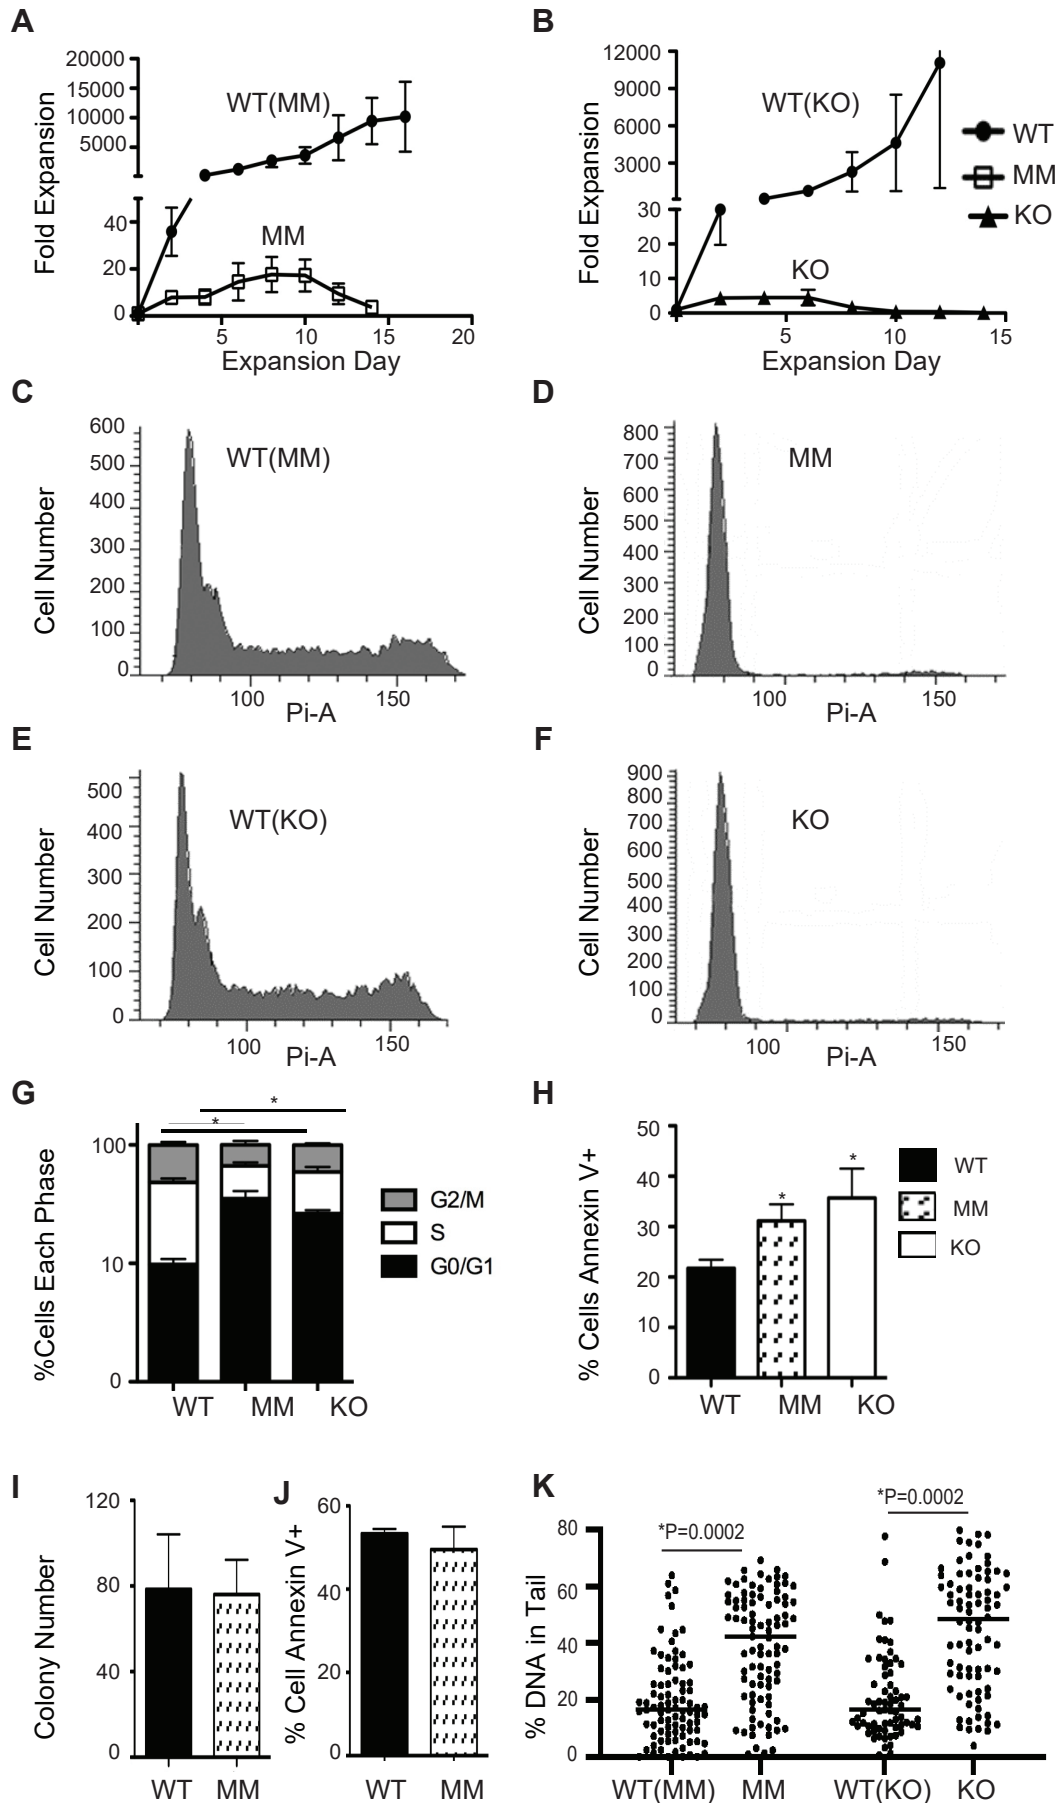 A
20000
15000
10000
5000
40
20
0
Fold Expansion
WT(MM)
MM
5
10
15
20
Expansion Day
B
12000
9000
6000
3000
30
20
10
0
Fold Expansion
WT(KO)
KO
5
10
15
Expansion Day
WT
MM
KO
C
600
500
400
300
200
100
0
Cell Number
WT(MM)
100
150
Pi-A
D
800
700
600
500
400
300
200
100
0
Cell Number
MM
100
150
Pi-A
E
500
400
300
200
100
0
Cell Number
WT(KO)
100
150
Pi-A
F
900
800
700
600
500
400
300
200
100
0
Cell Number
KO
100
150
Pi-A
G
*
*
100
10
0
%Cells Each Phase
WT
MM
KO
G2/M
S
G0/G1
H
50
40
30
20
10
0
% Cells Annexin V+
*
*
WT
MM
KO
WT
MM
KO
I
120
80
40
0
Colony Number
WT
MM
J
60
40
20
0
% Cell Annexin V+
WT
MM
K
*P=0.0002
*P=0.0002
80
60
40
20
0
% DNA in Tail
WT(MM)
MM
WT(KO)
KO